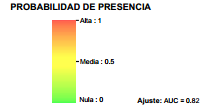 PROBABILIDAD DE PRESENCIA
Alta : 1
Media : 0.5
Nula : 0
Ajuste: AUC = 0.82